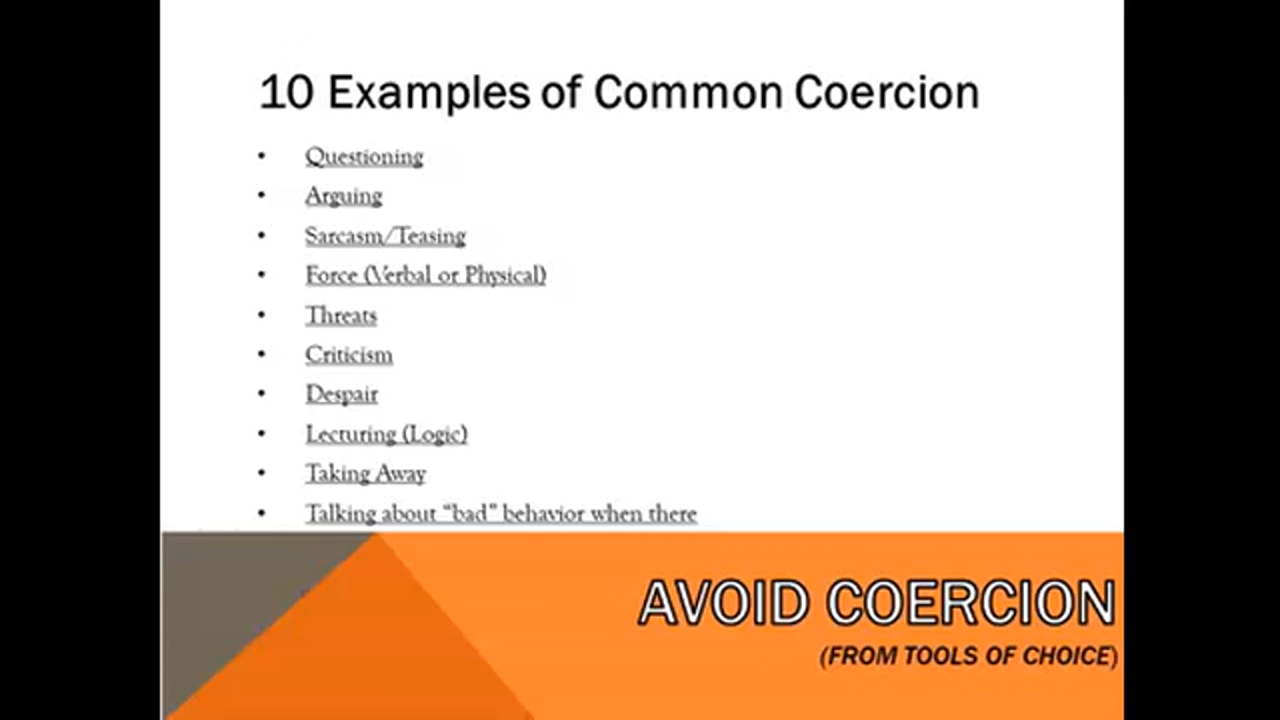 10 Examples of Common Coercion
• Questioning
• Arguing
• Sarcasm/Teasing
• Force (Verbal or Physical)
• Threats
• Criticism
• Despair
• Lecturing (Logic)
• Taking Away
• Talking about “bad” behavior when there
AVOID COERCION
(FROM TOOLS OF CHOICE)